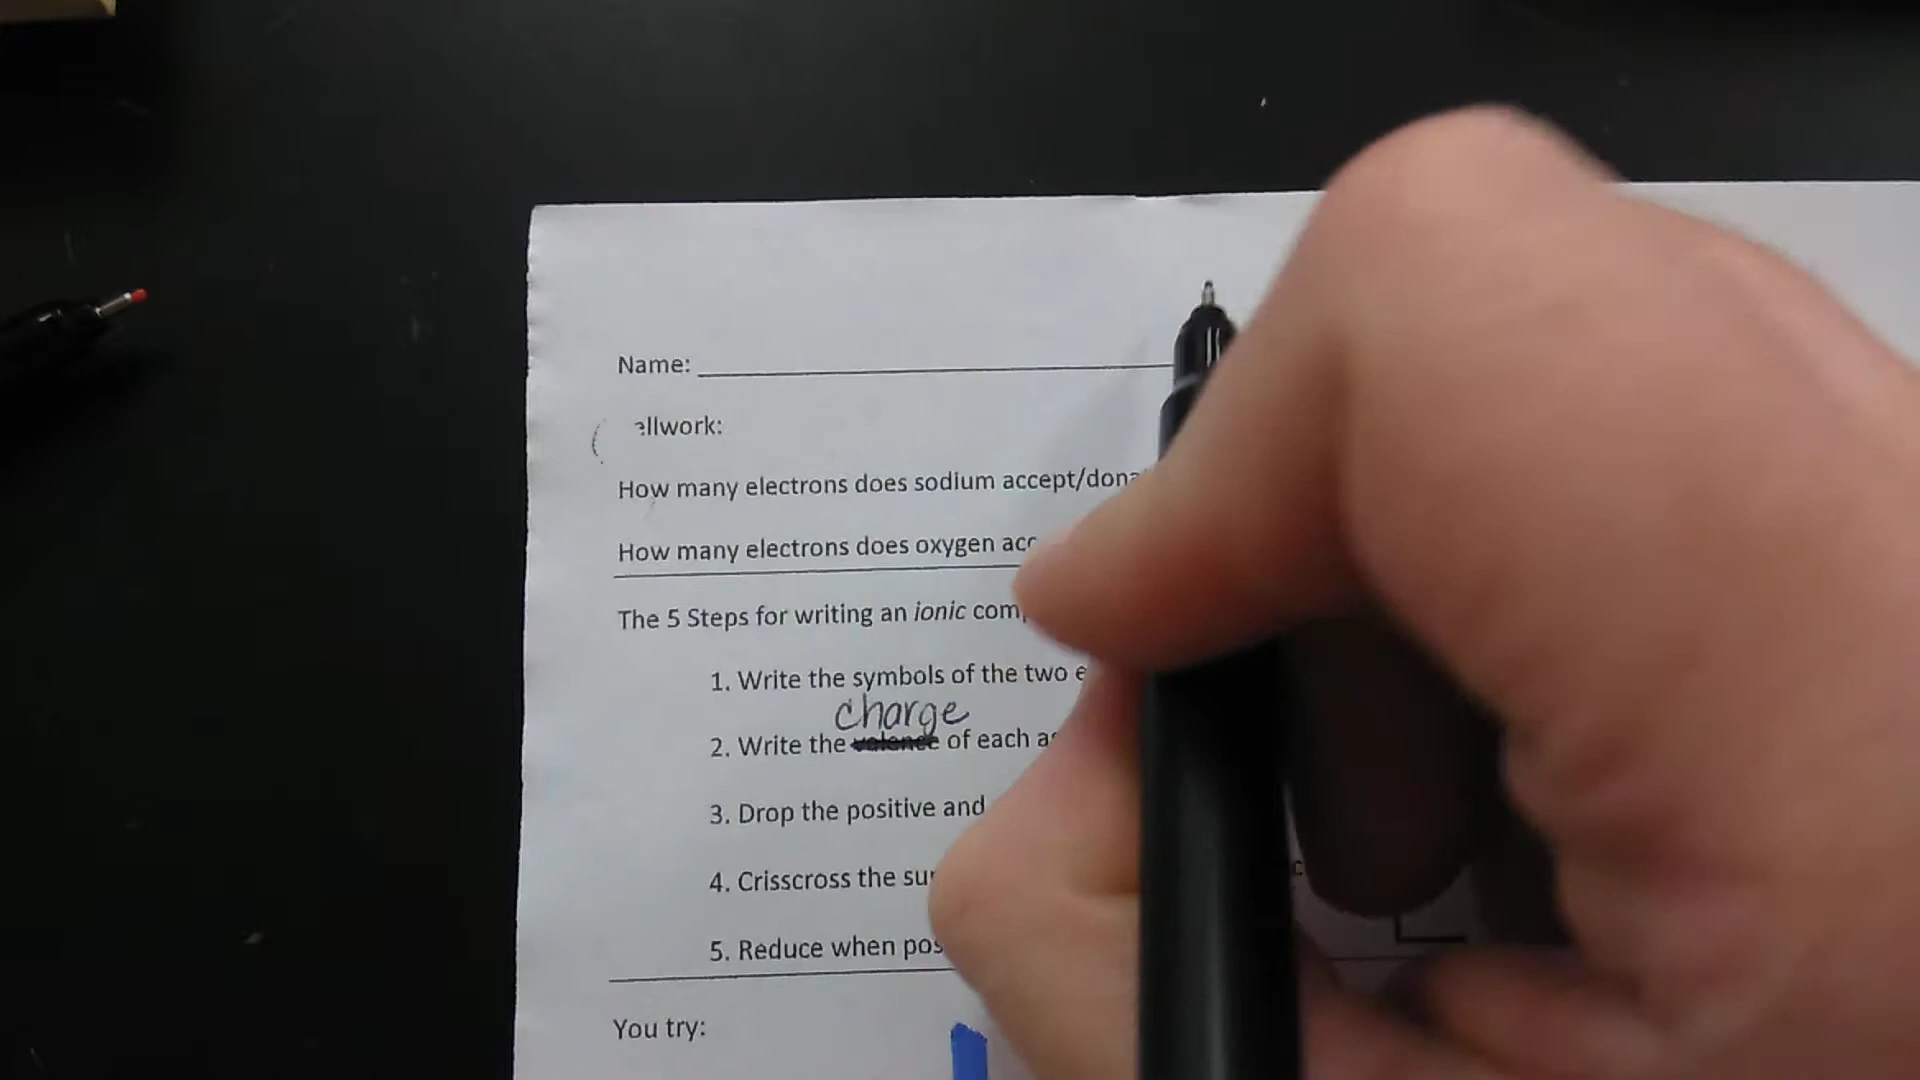 Name:
ellwork:
How many electrons does sodium accept/dona
How many electrons does oxygen acc
The 5 Steps for writing an ionic com
1. Write the symbols of the two e
charge
2. Write the valence of each as
3. Drop the positive and
4. Crisscross the su
5. Reduce when pos
You try: